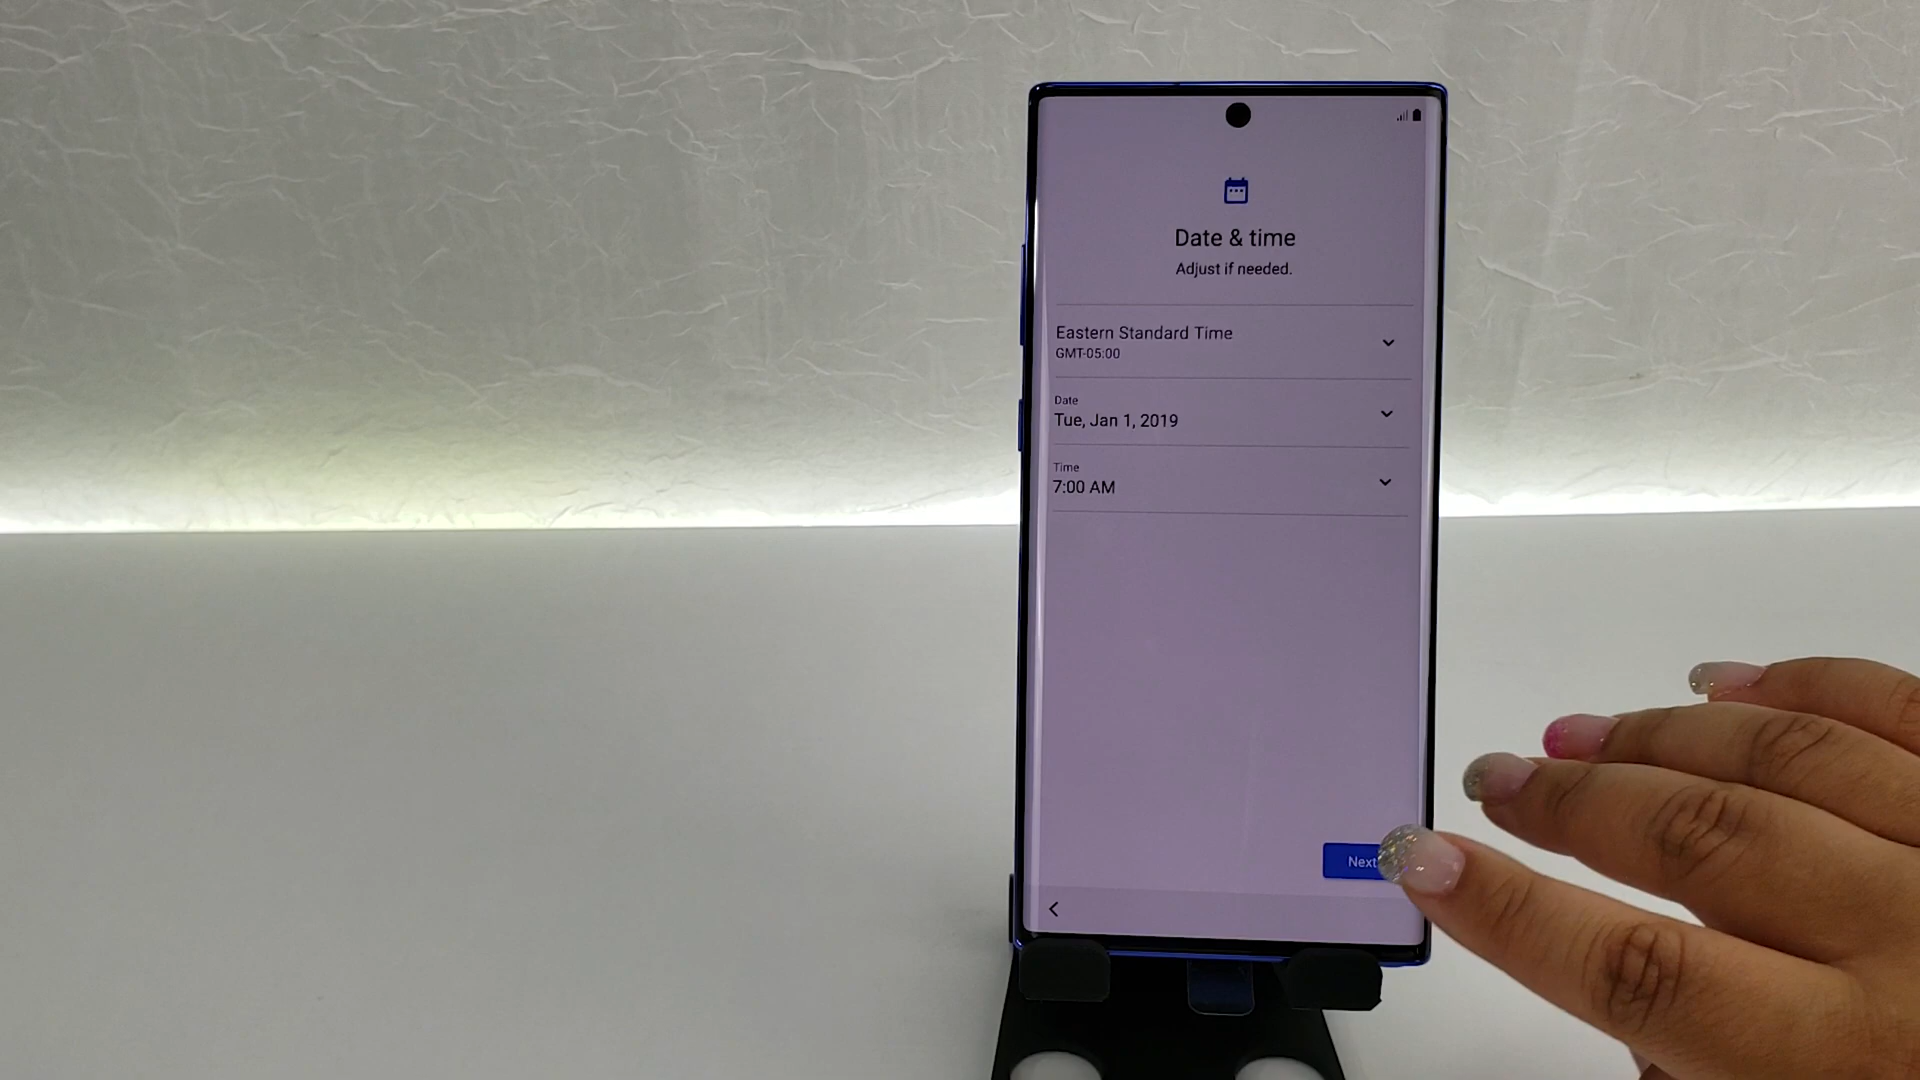 Date & time
Adjust if needed.
Eastern Standard Time
GMT-05:00
Date
Tue, Jan 1, 2019
Time
7:00 AM
Next